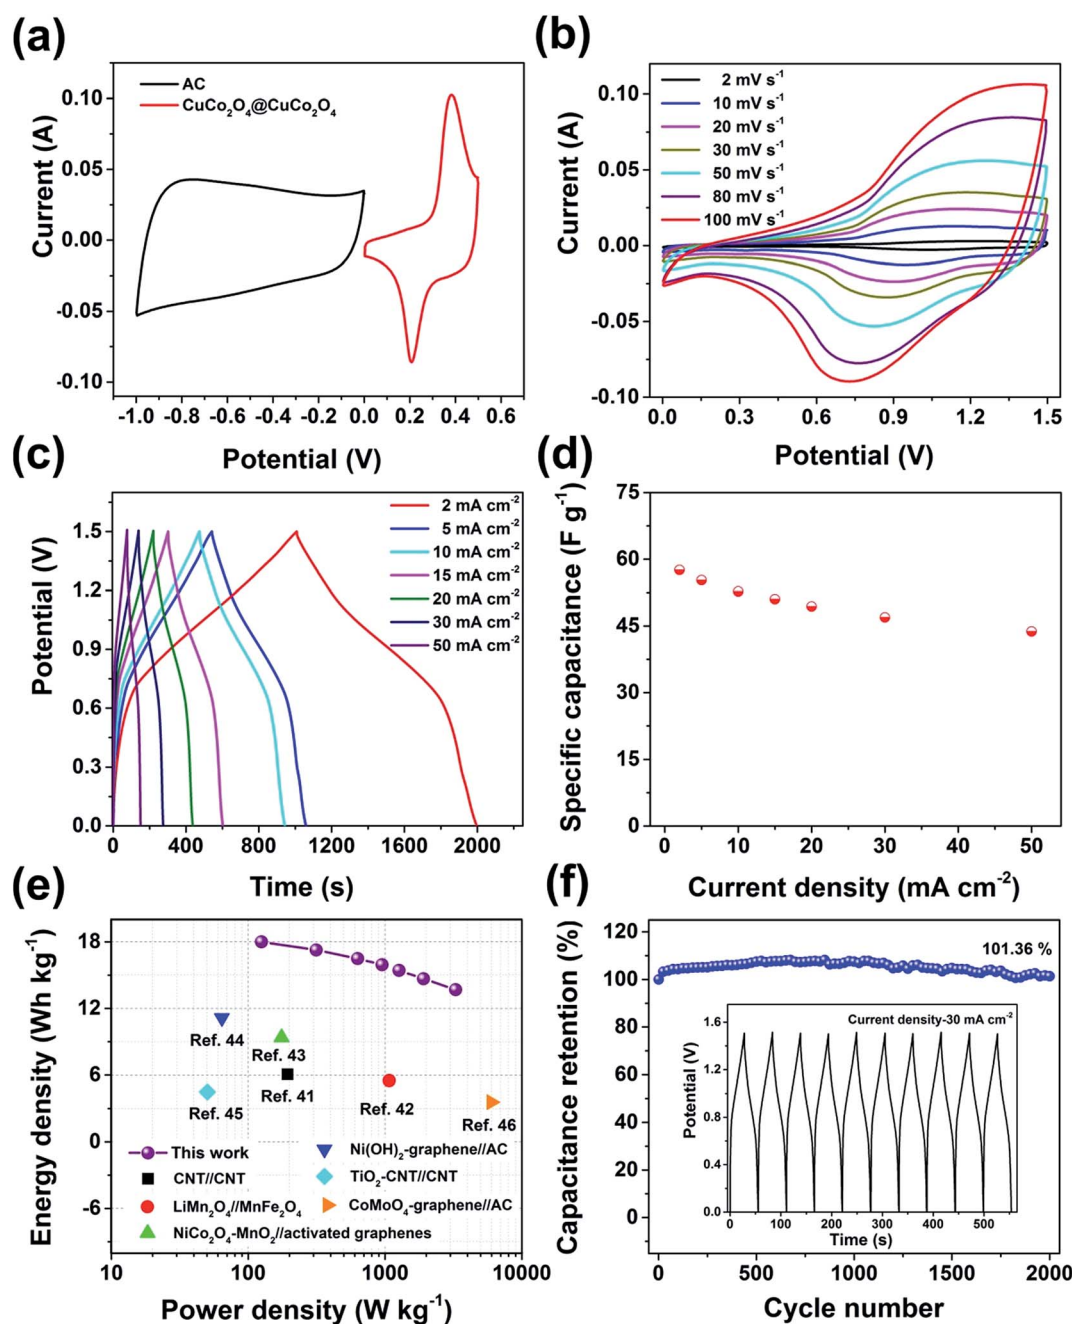 (a)
AC
CuCo₂O₄@CuCo₂O₄
Current (A)
0.10
0.05
0.00
-0.05
-0.10
-1.0 -0.8 -0.6 -0.4 -0.2 0.0 0.2 0.4 0.6
Potential (V)
(b)
2 mV s⁻¹
10 mV s⁻¹
20 mV s⁻¹
30 mV s⁻¹
50 mV s⁻¹
80 mV s⁻¹
100 mV s⁻¹
Current (A)
0.10
0.05
0.00
-0.05
-0.10
0.0 0.3 0.6 0.9 1.2 1.5
Potential (V)
(c)
2 mA cm⁻²
5 mA cm⁻²
10 mA cm⁻²
15 mA cm⁻²
20 mA cm⁻²
30 mA cm⁻²
50 mA cm⁻²
Potential (V)
1.5
1.2
0.9
0.6
0.3
0.0
0 400 800 1200 1600 2000
Time (s)
(d)
Specific capacitance (F g⁻¹)
75
60
45
30
15
0
0 10 20 30 40 50
Current density (mA cm⁻²)
(e)
Energy density (Wh kg⁻¹)
18
12
6
0
-6
Ref. 44
Ref. 43
Ref. 41
Ref. 45
Ref. 42
Ref. 46
This work
CNT//CNT
LiMn₂O₄//MnFe₂O₄
NiCo₂O₄-MnO₂//activated graphenes
Ni(OH)₂-graphene//AC
TiO₂-CNT//CNT
CoMoO₄-graphene//AC
10 100 1000 10000
Power density (W kg⁻¹)
(f)
Capacitance retention (%)
120
100
80
60
40
20
0
101.36 %
Current density-30 mA cm⁻²
Potential (V)
1.6
1.2
0.8
0.4
0.0
0 100 200 300 400 500
Time (s)
0 500 1000 1500 2000
Cycle number